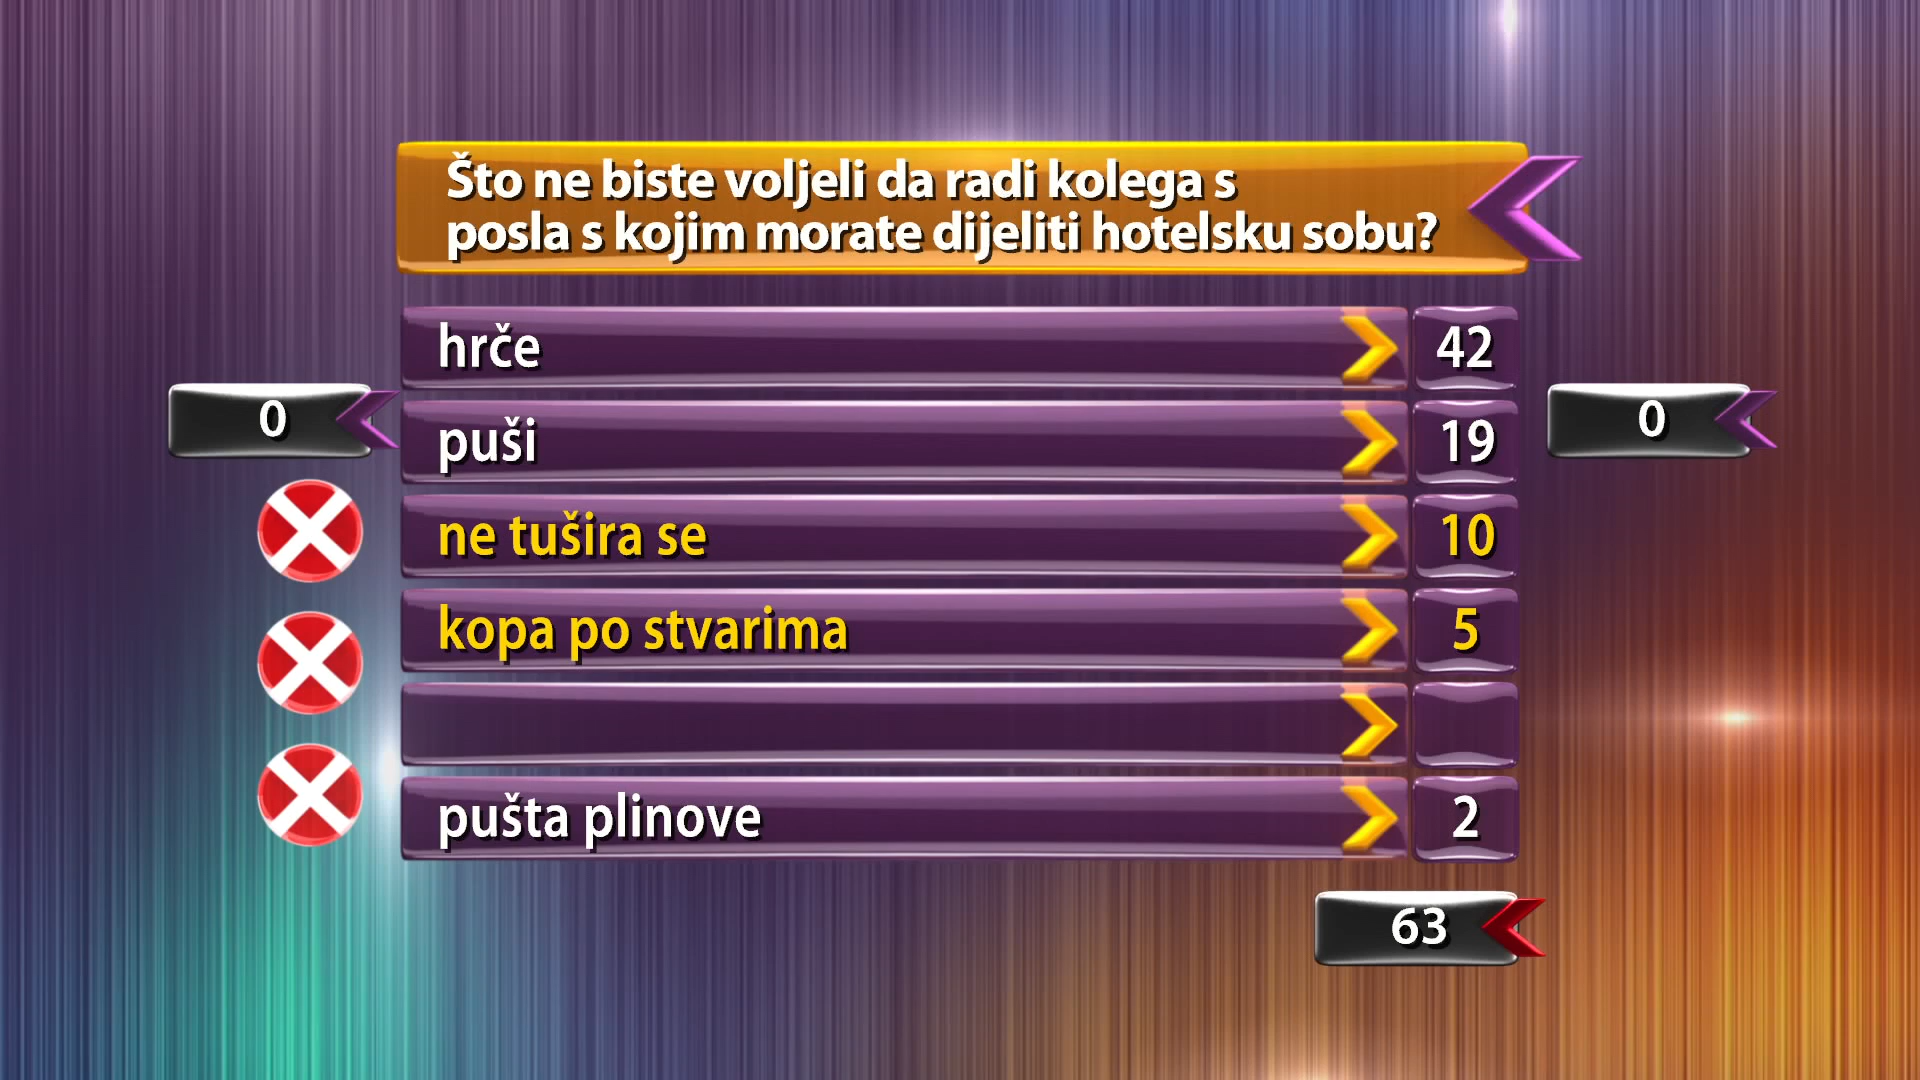 Što ne biste voljeli da radi kolega s
posla s kojim morate dijeliti hotelsku sobu?
hrče 42
0
puši 19
0
ne tušira se 10
kopa po stvarima 5
pušta plinove 2
63